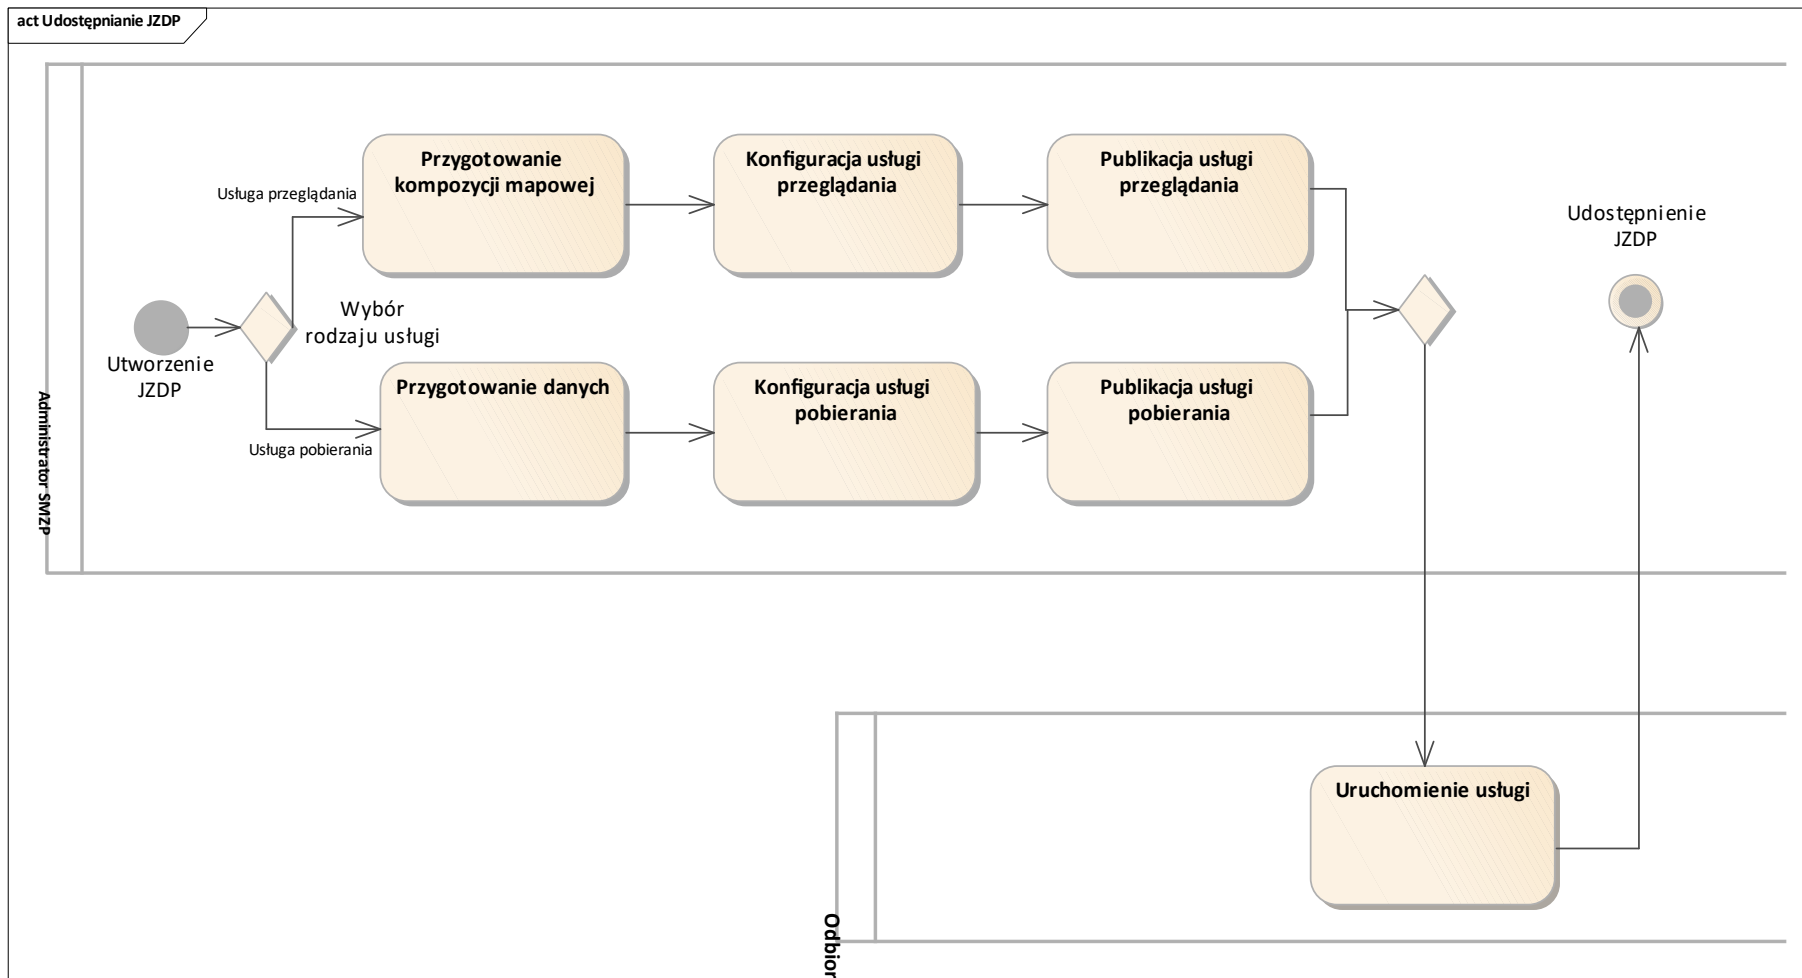 act Udostępnianie JZDP
Przygotowanie
kompozycji mapowej
Konfiguracja usługi
przeglądania
Publikacja usługi
przeglądania
Usługa przeglądania
Udostępnienie
JZDP
Wybór
rodzaju usługi
Utworzenie
JZDP
Przygotowanie danych
Konfiguracja usługi
pobierania
Publikacja usługi
pobierania
Usługa pobierania
Administrator SMZP
Uruchomienie usługi
Odbior